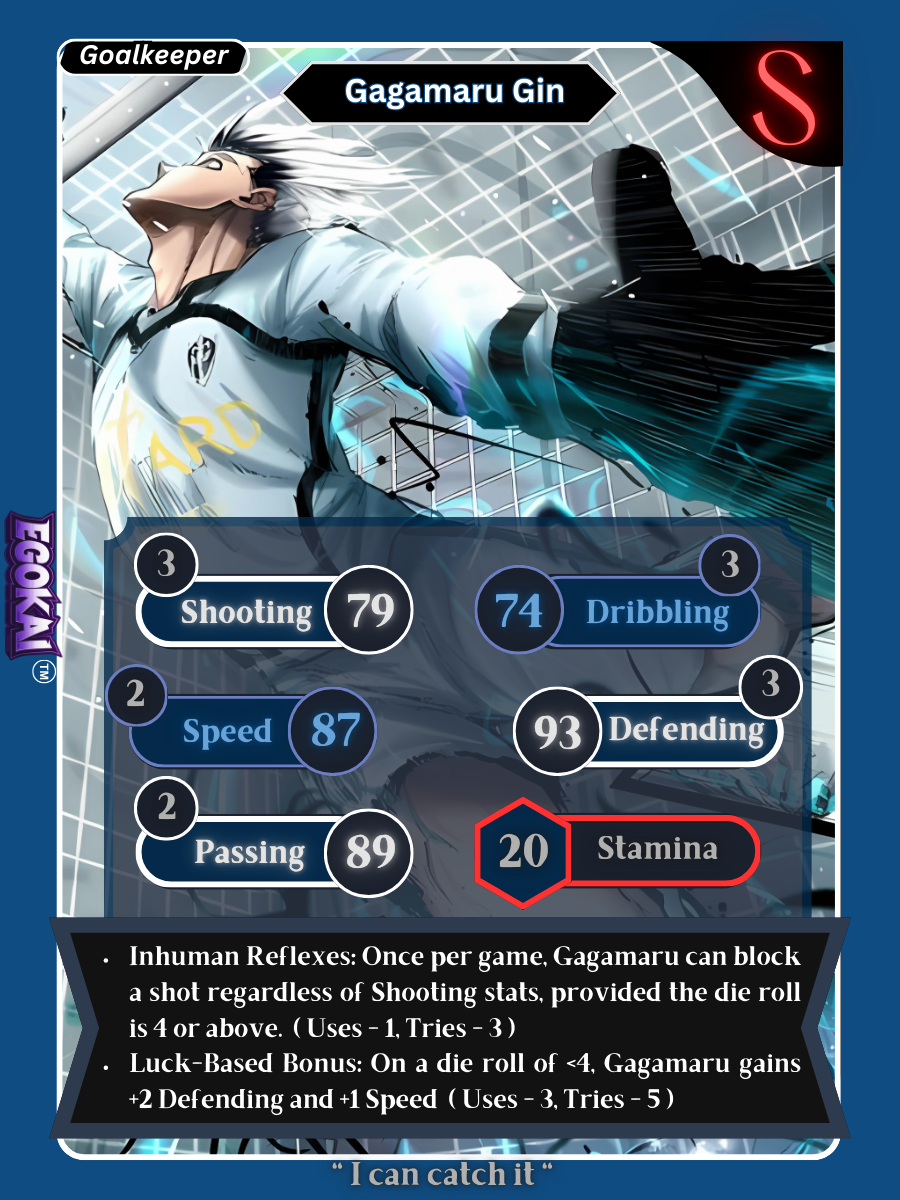 Goalkeeper
Gagamaru Gin
S
ARD
3
Shooting 79
3
74 Dribbling
2
Speed 87
3
93 Defending
2
Passing 89
20 Stamina
EGOKAI
TM
• Inhuman Reflexes: Once per game, Gagamaru can block
a shot regardless of Shooting stats, provided the die roll
is 4 or above. ( Uses - 1, Tries - 3 )
• Luck-Based Bonus: On a die roll of <4, Gagamaru gains
+2 Defending and +1 Speed ( Uses - 3, Tries - 5 )
“ I can catch it “